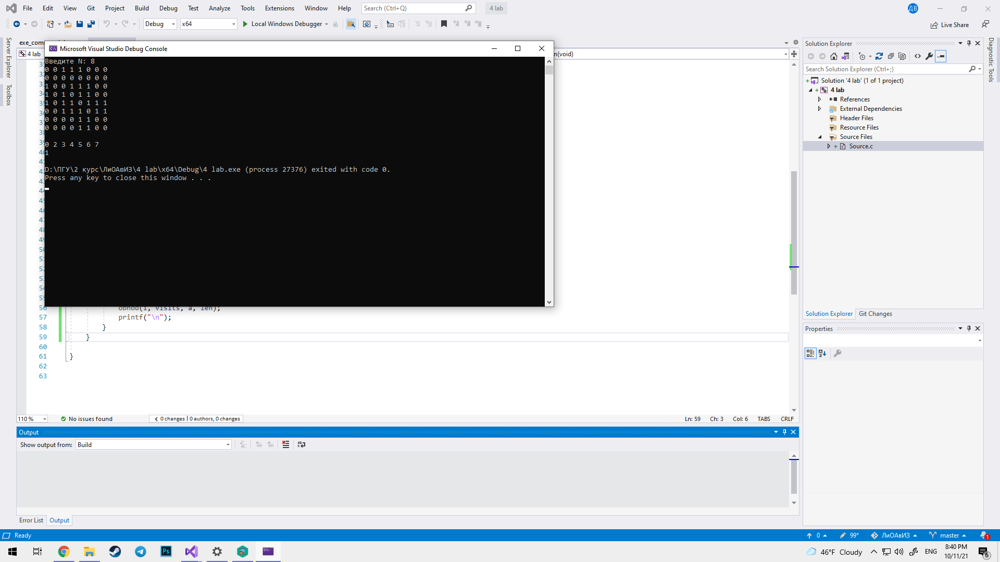 File Edit View Git Project Build Debug Test Analyze Tools Extensions Window Help Search (Ctrl+Q) 4 lab ДВ
Debug x64 Local Windows Debugger Live Share
Server Explorer
Toolbox
Microsoft Visual Studio Debug Console
4 lab
n(void)
Введите N: 8
0 0 1 1 1 0 0 0
0 0 0 0 0 0 0 0
1 0 0 1 1 1 0 0
1 0 1 0 1 1 0 0
1 0 1 1 0 1 1 1
0 0 1 1 1 0 1 1
0 0 0 0 1 1 0 0
0 0 0 0 1 1 0 0
0 2 3 4 5 6 7
1
D:\ПГУ\2 курс\ЛиОАвИЗ\4 lab\x64\Debug\4 lab.exe (process 27376) exited with code 0.
Press any key to close this window . . .
56 obhod(i, visits, a, len);
57 printf("\n");
58 }
59 }
60
61 }
62
63
110 % No issues found 0 changes | 0 authors, 0 changes Ln: 59 Ch: 3 Col: 6 TABS CRLF
Output
Show output from: Build
Error List Output
Solution Explorer
Search Solution Explorer (Ctrl+;)
Solution '4 lab' (1 of 1 project)
4 lab
References
External Dependencies
Header Files
Resource Files
Source Files
Source.c
Solution Explorer Git Changes
Properties
Diagnostic Tools
Ready 0 99* ЛиОАвИЗ master 1
46°F Cloudy ENG 8:40 PM
10/11/21 6